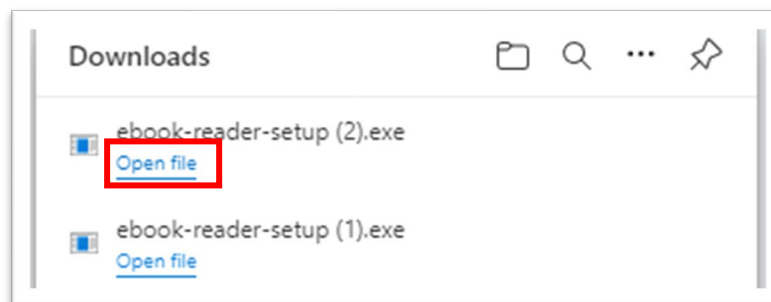 Downloads
ebook-reader-setup (2).exe
Open file
ebook-reader-setup (1).exe
Open file